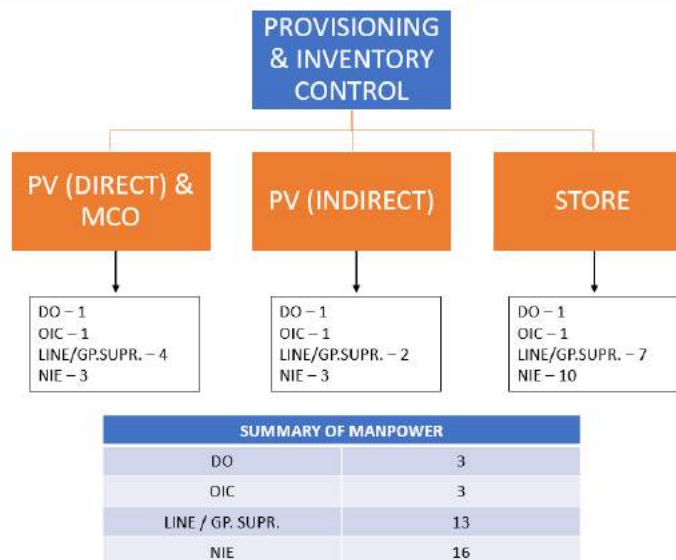 PROVISIONING
& INVENTORY
CONTROL
PV (DIRECT) &
MCO
PV (INDIRECT)
STORE
DO – 1
OIC – 1
LINE/GP.SUPR. – 4
NIE – 3
DO – 1
OIC – 1
LINE/GP.SUPR. – 2
NIE – 3
DO – 1
OIC – 1
LINE/GP.SUPR. – 7
NIE – 10
SUMMARY OF MANPOWER
DO 3
OIC 3
LINE / GP. SUPR. 13
NIE 16